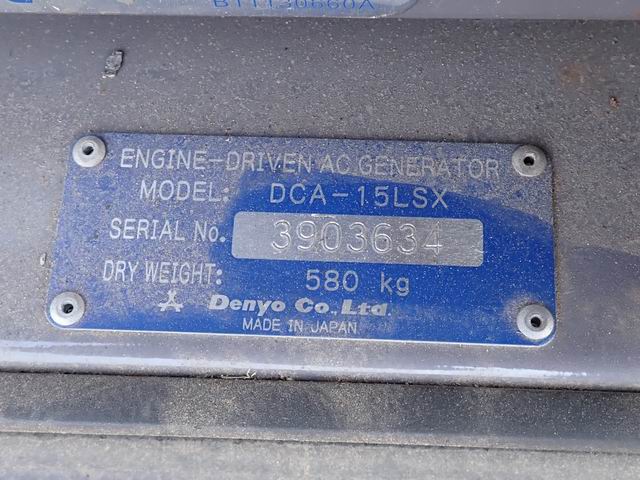 B11130660A
ENGINE-DRIVEN AC GENERATOR
MODEL: DCA-15LSX
SERIAL No. 3903634
DRY WEIGHT: 580 kg
Denyo Co., Ltd.
MADE IN JAPAN